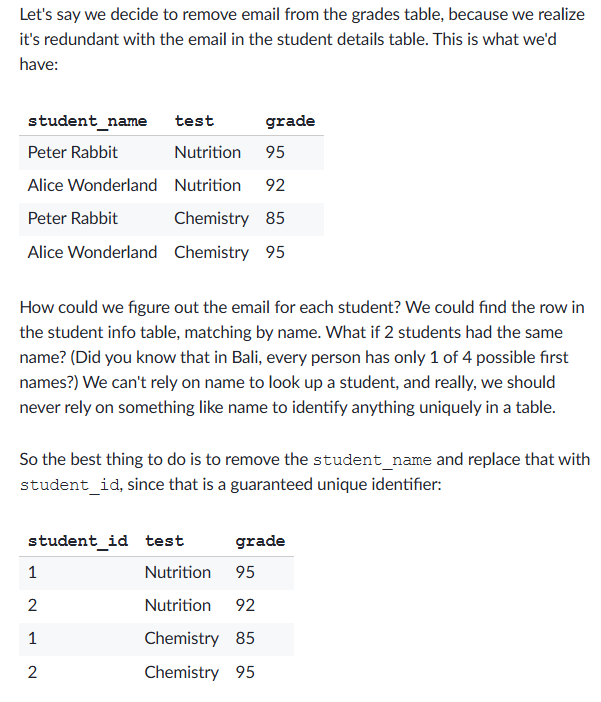 Let's say we decide to remove email from the grades table, because we realize
it's redundant with the email in the student details table. This is what we'd
have:
student_name test grade
Peter Rabbit Nutrition 95
Alice Wonderland Nutrition 92
Peter Rabbit Chemistry 85
Alice Wonderland Chemistry 95
How could we figure out the email for each student? We could find the row in
the student info table, matching by name. What if 2 students had the same
name? (Did you know that in Bali, every person has only 1 of 4 possible first
names?) We can't rely on name to look up a student, and really, we should
never rely on something like name to identify anything uniquely in a table.
So the best thing to do is to remove the student_name and replace that with
student_id, since that is a guaranteed unique identifier:
student_id test grade
1 Nutrition 95
2 Nutrition 92
1 Chemistry 85
2 Chemistry 95